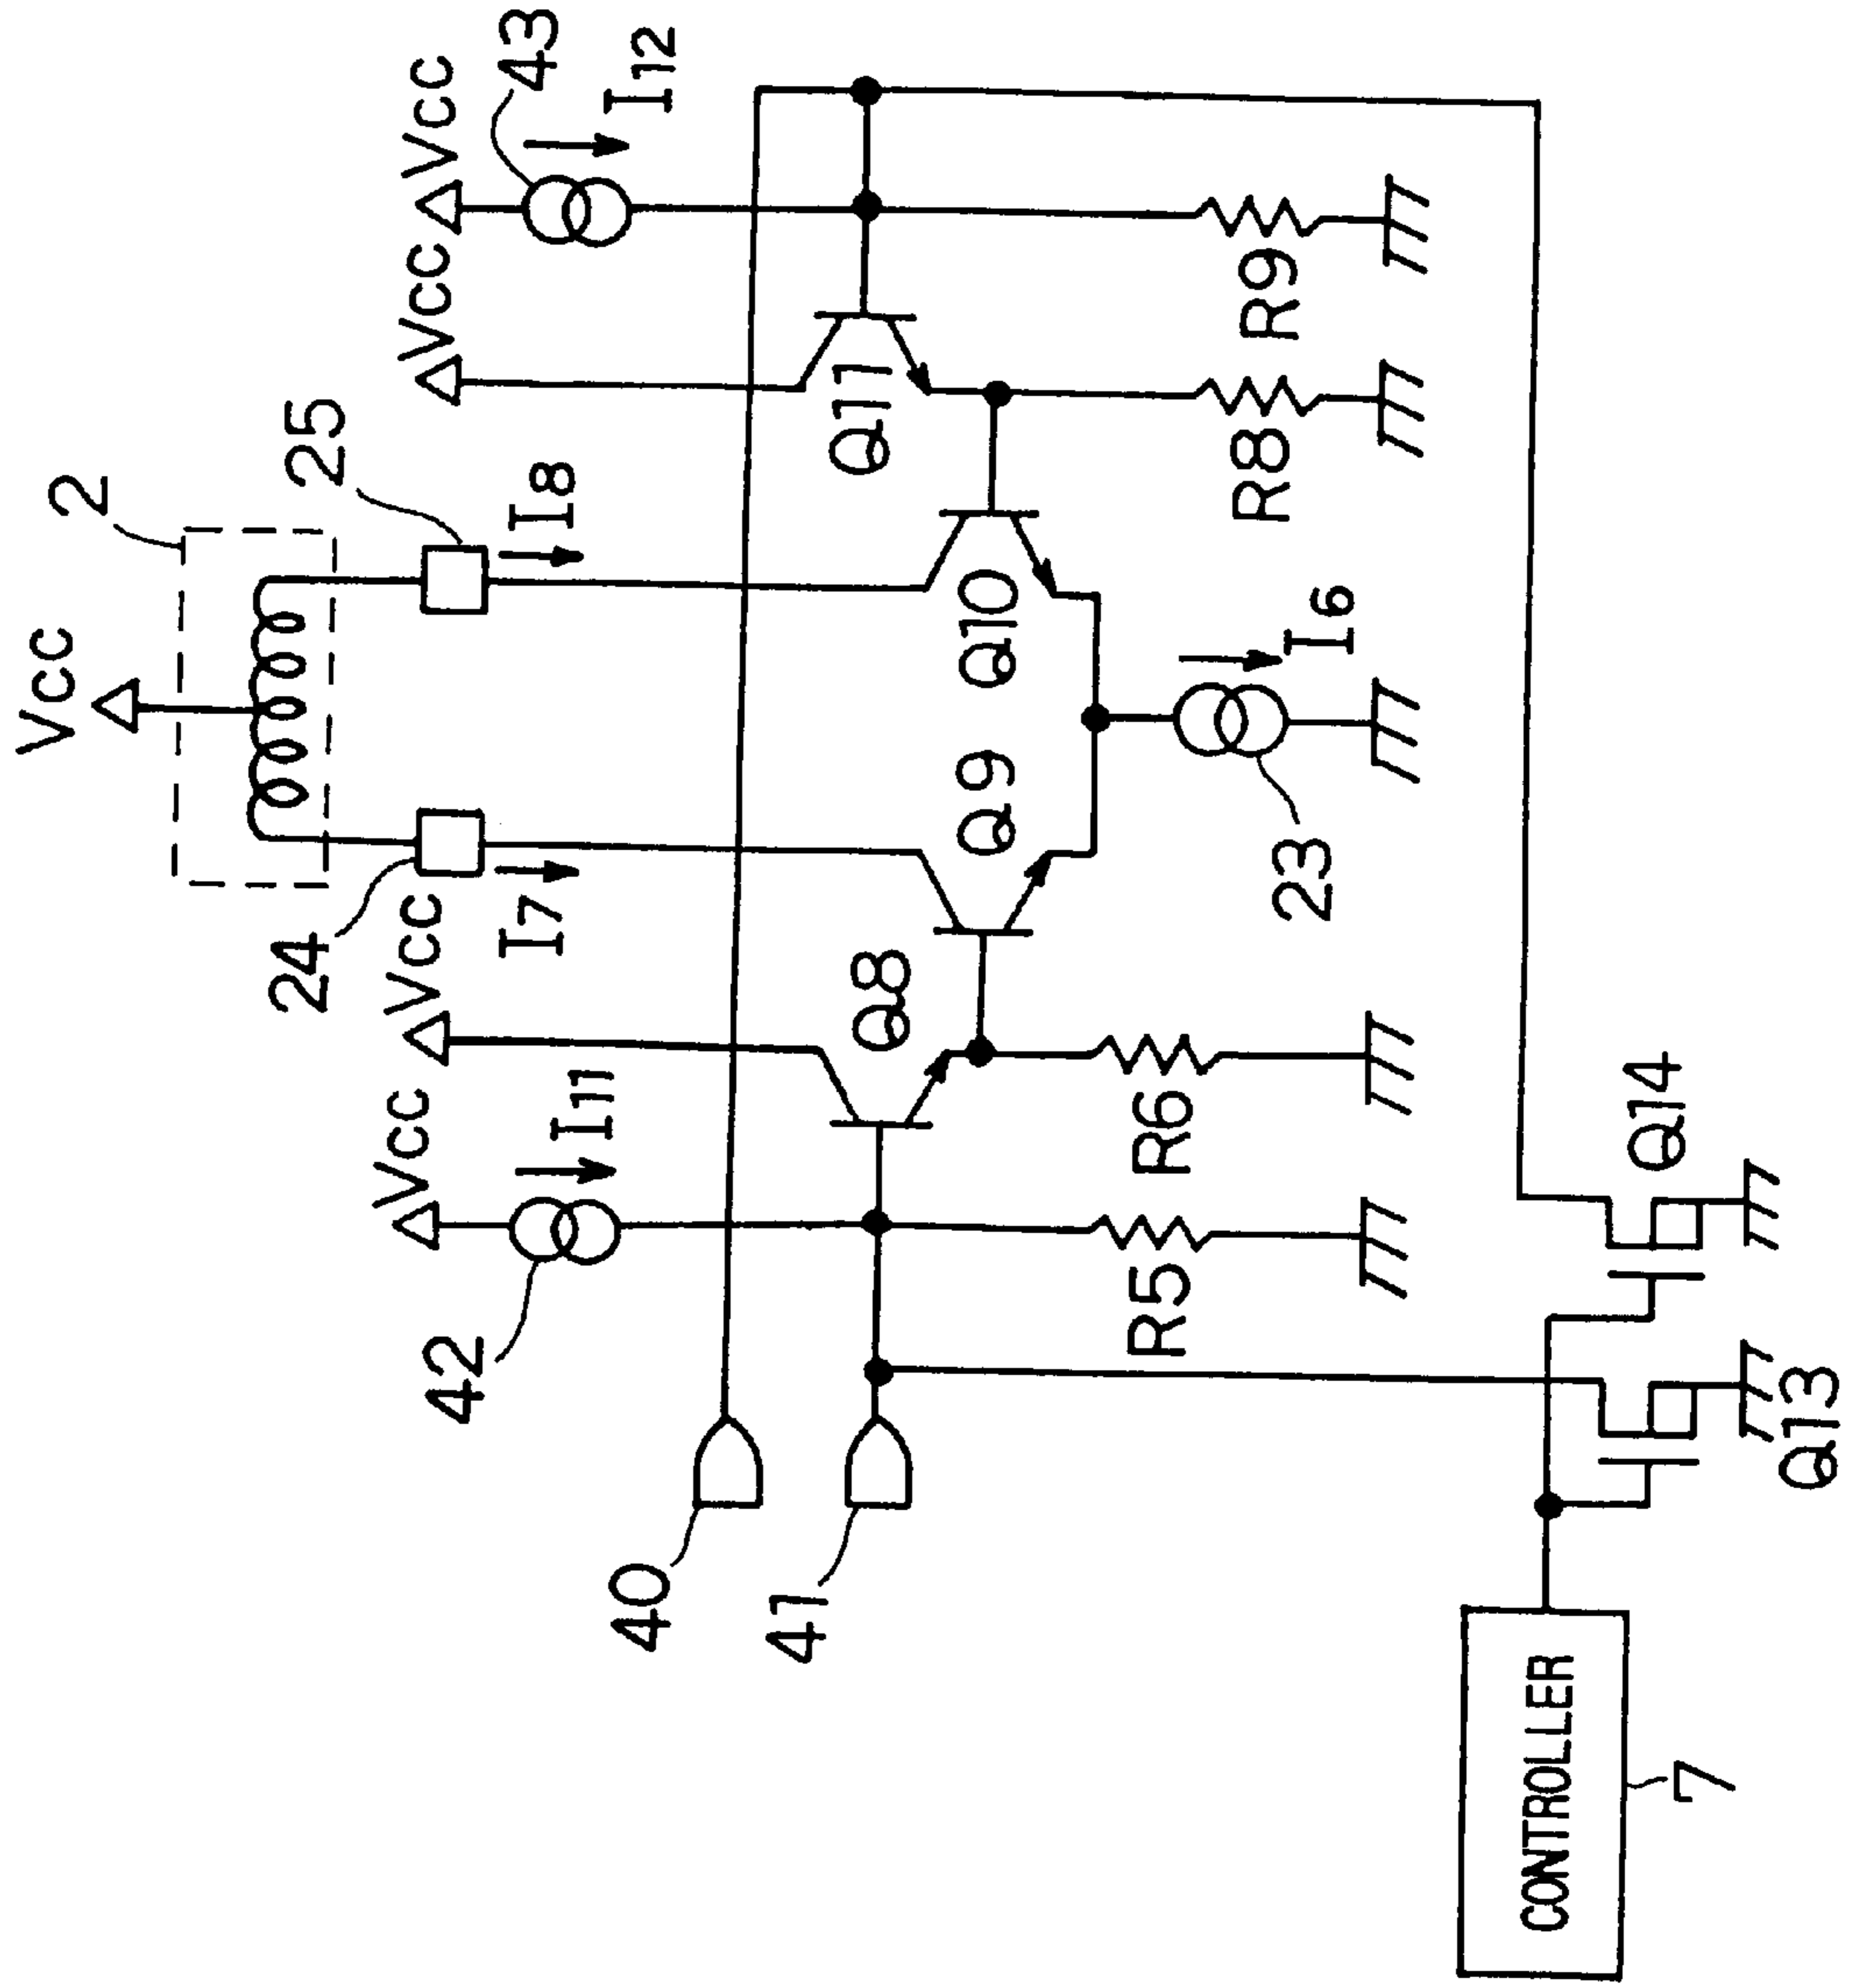 Vcc
2
24
25
Vcc
Vcc
Vcc
Vcc
42
43
I11
I7
I8
I12
40
41
Q8
Q9
Q10
Q11
R5
R6
23
I6
R8
R9
CONTROLLER
7
Q13
Q14